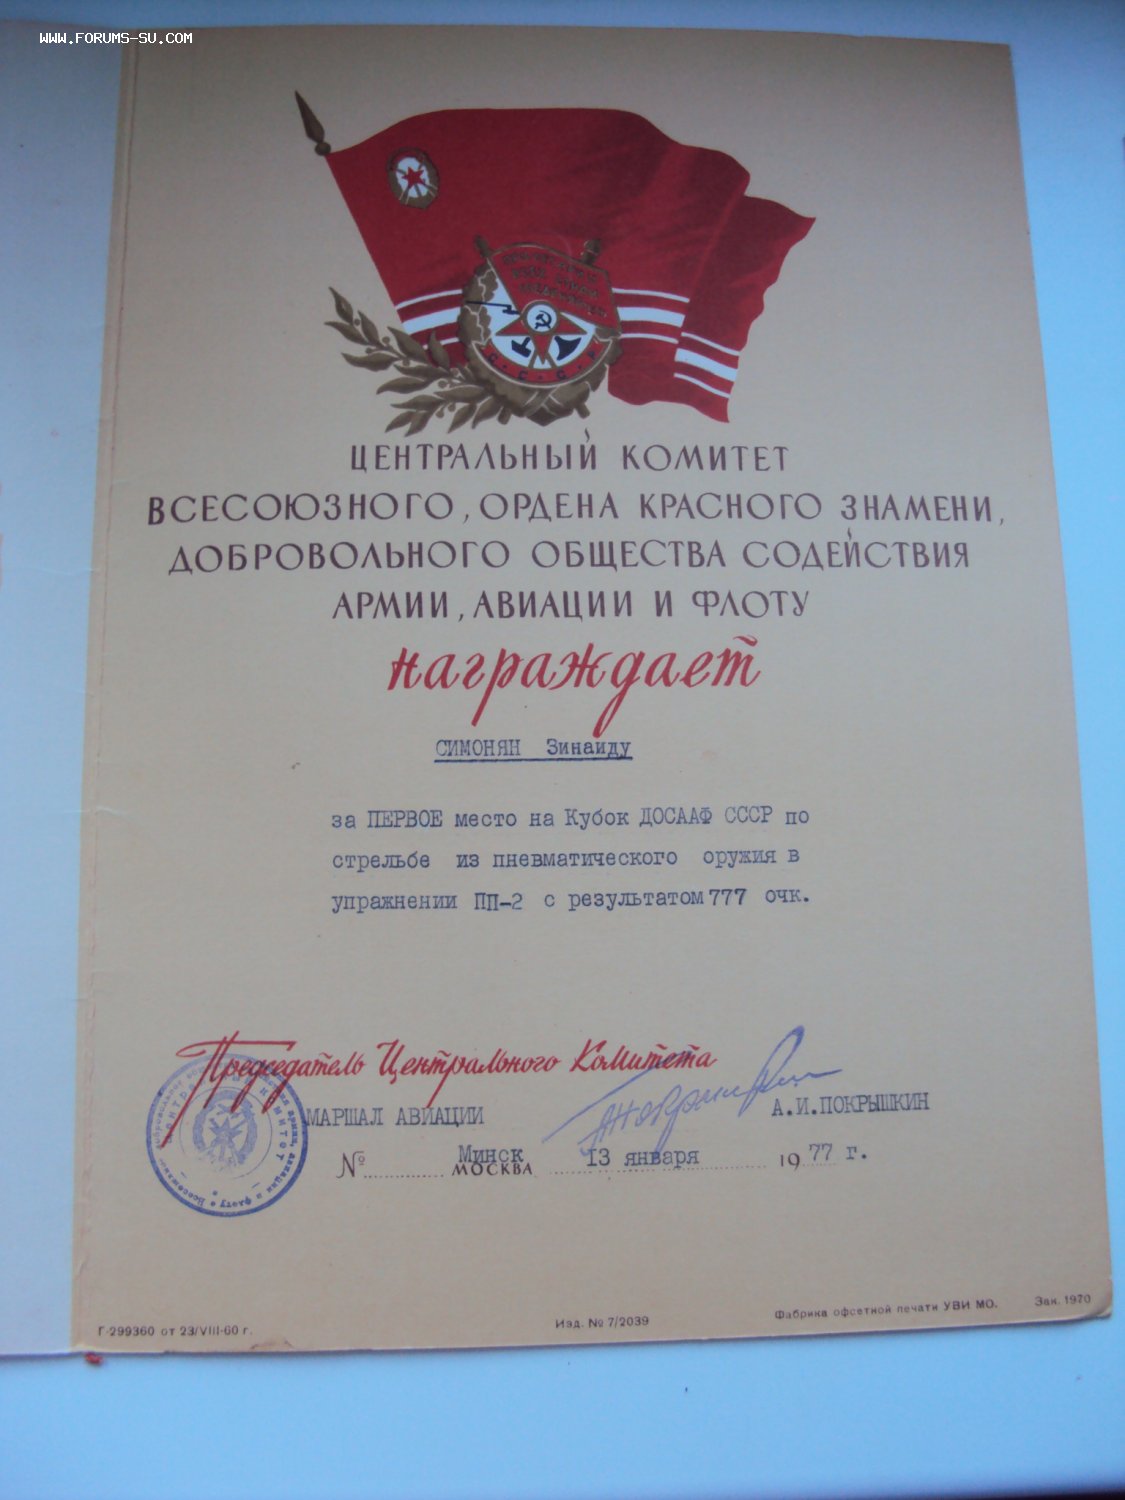 WWW.FORUMS-SU.COM
ЦЕНТРАЛЬНЫЙ КОМИТЕТ
ВСЕСОЮЗНОГО, ОРДЕНА КРАСНОГО ЗНАМЕНИ,
ДОБРОВОЛЬНОГО ОБЩЕСТВА СОДЕЙСТВИЯ
АРМИИ, АВИАЦИИ И ФЛОТУ
награждает
СИМОНЯН Зинаиду
за ПЕРВОЕ место на Кубок ДОСААФ СССР по
стрельбе из пневматического оружия в
упражнении ПП-2 с результатом 777 очк.
Председатель Центрального Комитета
МАРШАЛ АВИАЦИИ А.И.ПОКРЫШКИН
Минск
№ МОСКВА 13 января 1977 г.
Г-299360 от 23/VIII-60 г.
Изд. № 7/2039
Фабрика офсетной печати УВИ МО.
Зак. 1970